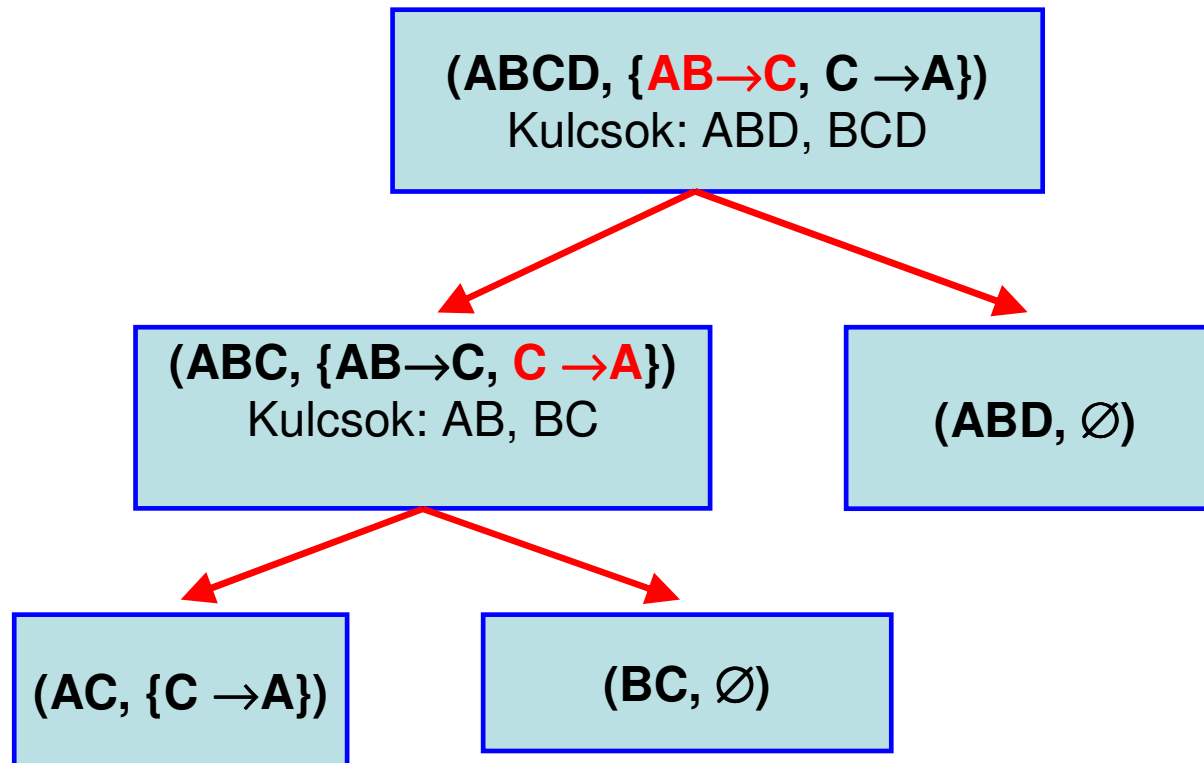 (ABCD, {AB→C, C →A})
Kulcsok: ABD, BCD
(ABC, {AB→C, C →A})
Kulcsok: AB, BC
(ABD, ∅)
(AC, {C →A})
(BC, ∅)